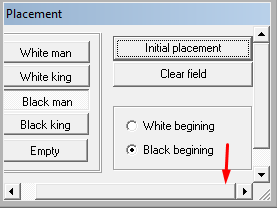 Placement
White man
White king
Black man
Black king
Empty
Initial placement
Clear field
White begining
Black begining